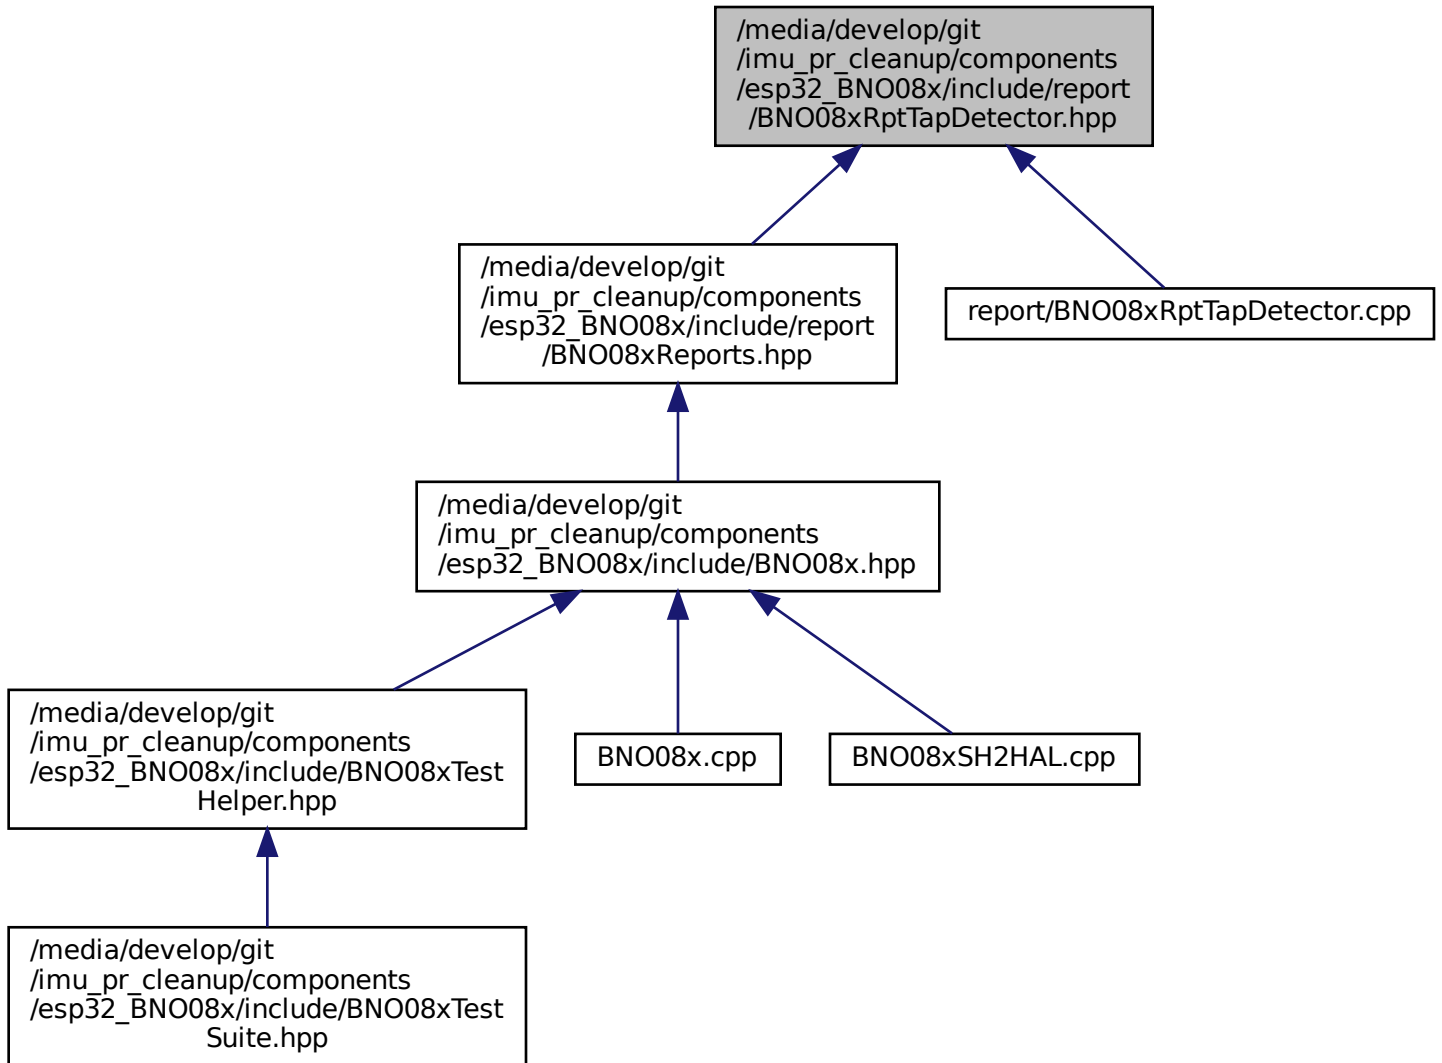 /media/develop/git
/imu_pr_cleanup/components
/esp32_BNO08x/include/report
/BNO08xRptTapDetector.hpp
/media/develop/git
/imu_pr_cleanup/components
/esp32_BNO08x/include/report
/BNO08xReports.hpp
report/BNO08xRptTapDetector.cpp
/media/develop/git
/imu_pr_cleanup/components
/esp32_BNO08x/include/BNO08x.hpp
/media/develop/git
/imu_pr_cleanup/components
/esp32_BNO08x/include/BNO08xTest
Helper.hpp
BNO08x.cpp
BNO08xSH2HAL.cpp
/media/develop/git
/imu_pr_cleanup/components
/esp32_BNO08x/include/BNO08xTest
Suite.hpp